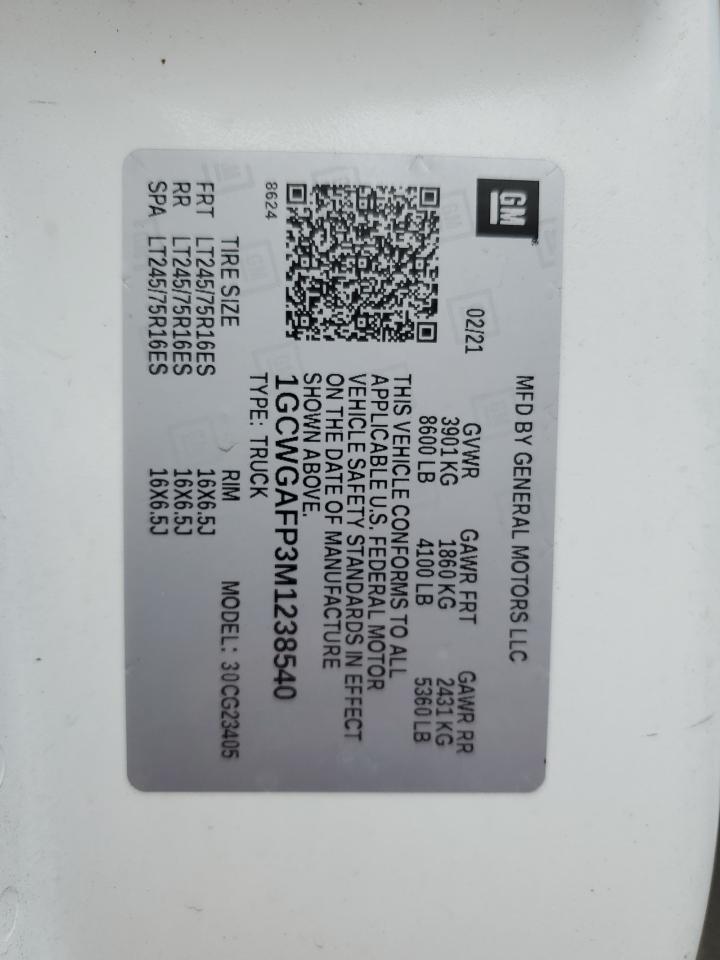 GM
MFD BY GENERAL MOTORS LLC
02/21 GVWR GAWR FRT GAWR RR
3901 KG 1860 KG 2431 KG
8600 LB 4100 LB 5360 LB
THIS VEHICLE CONFORMS TO ALL
APPLICABLE U.S. FEDERAL MOTOR
VEHICLE SAFETY STANDARDS IN EFFECT
ON THE DATE OF MANUFACTURE
SHOWN ABOVE.
1GCWGAFP3M1238540
8624
TYPE: TRUCK
TIRE SIZE RIM MODEL: 30CG23405
FRT LT245/75R16ES 16X6.5J
RR LT245/75R16ES 16X6.5J
SPA LT245/75R16ES 16X6.5J